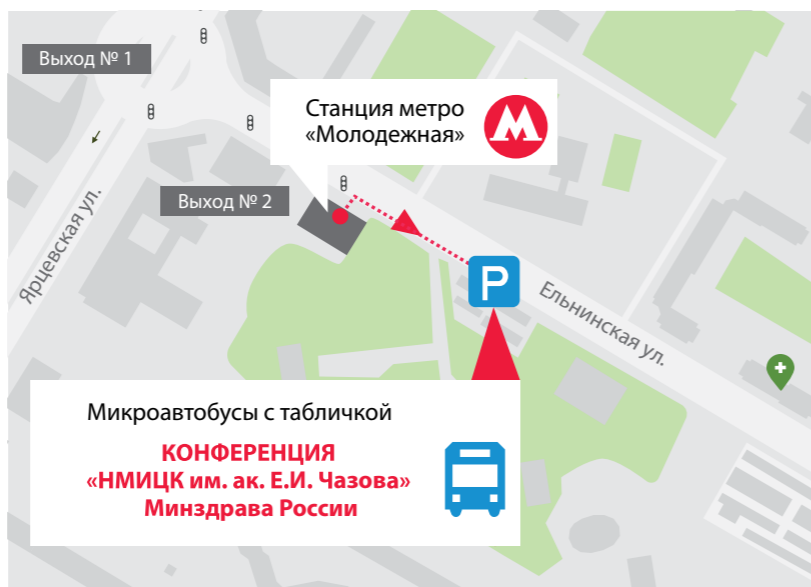 Выход № 1
Станция метро
«Молодежная»
Выход № 2
Ярцевская ул.
P
Ельнинская ул.
Микроавтобусы с табличкой
КОНФЕРЕНЦИЯ
«НМИЦК им. ак. Е.И. Чазова»
Минздрава России